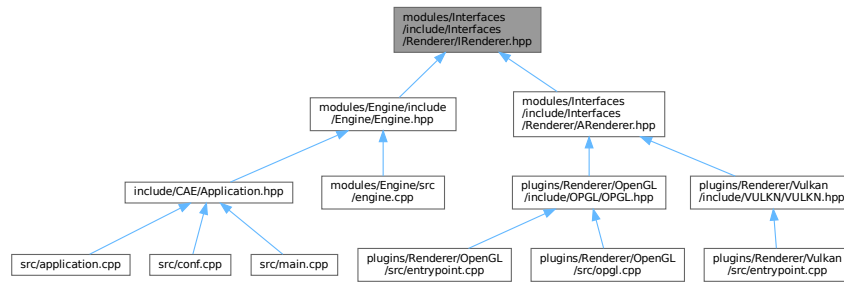 modules/Interfaces
/include/Interfaces
/Renderer/IRenderer.hpp
modules/Engine/include
/Engine/Engine.hpp
modules/Interfaces
/include/Interfaces
/Renderer/ARenderer.hpp
include/CAE/Application.hpp
modules/Engine/src
/engine.cpp
plugins/Renderer/OpenGL
/include/OPGL/OPGL.hpp
plugins/Renderer/Vulkan
/include/VULKN/VULKN.hpp
src/application.cpp
src/conf.cpp
src/main.cpp
plugins/Renderer/OpenGL
/src/entrypoint.cpp
plugins/Renderer/OpenGL
/src/opgl.cpp
plugins/Renderer/Vulkan
/src/entrypoint.cpp